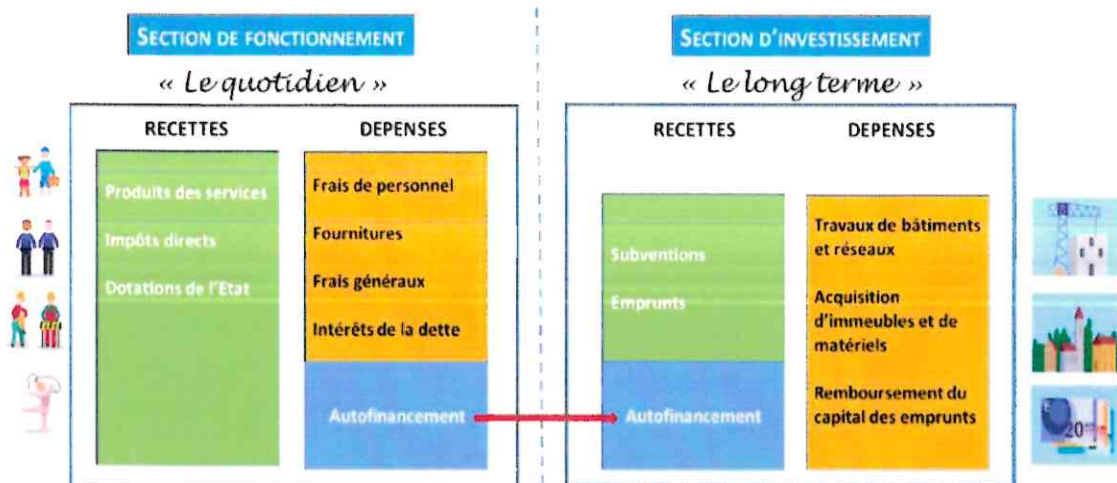 SECTION DE FONCTIONNEMENT
« Le quotidien »
RECETTES
Produits des services
Impôts directs
Dotations de l'Etat
DEPENSES
Frais de personnel
Fournitures
Frais généraux
Intérêts de la dette
Autofinancement
SECTION D'INVESTISSEMENT
« Le long terme »
RECETTES
Subventions
Emprunts
Autofinancement
DEPENSES
Travaux de bâtiments
et réseaux
Acquisition
d'immeubles et de
matériels
Remboursement du
capital des emprunts
20